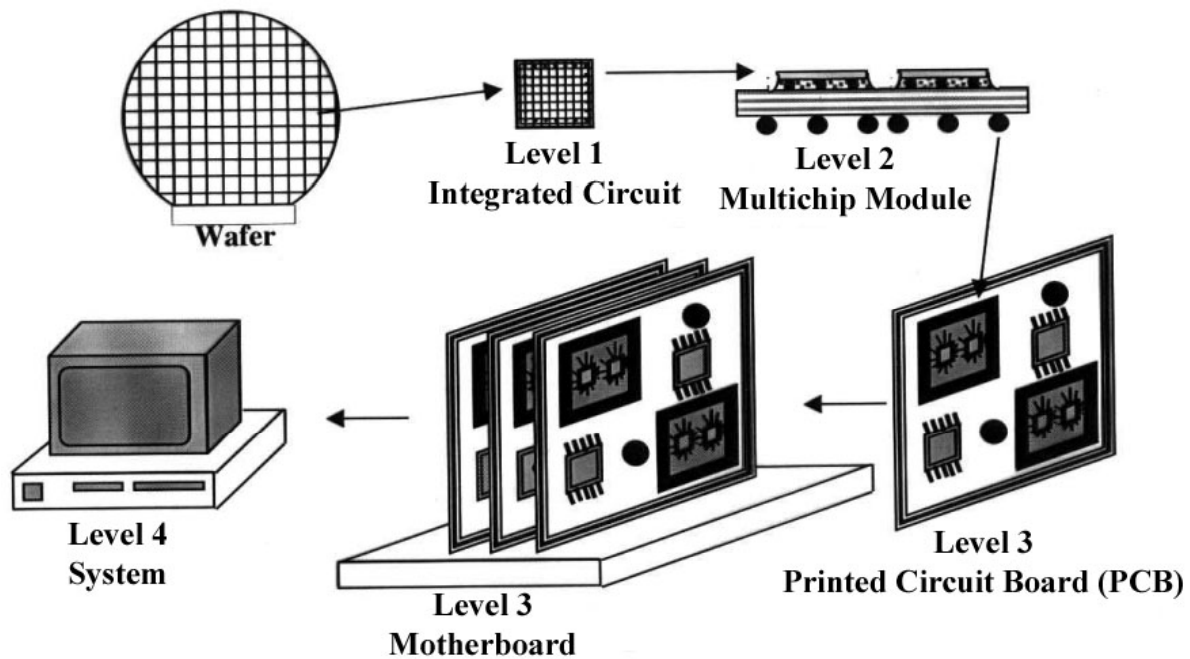 Wafer
Level 1
Integrated Circuit
Level 2
Multichip Module
Level 3
Printed Circuit Board (PCB)
Level 3
Motherboard
Level 4
System